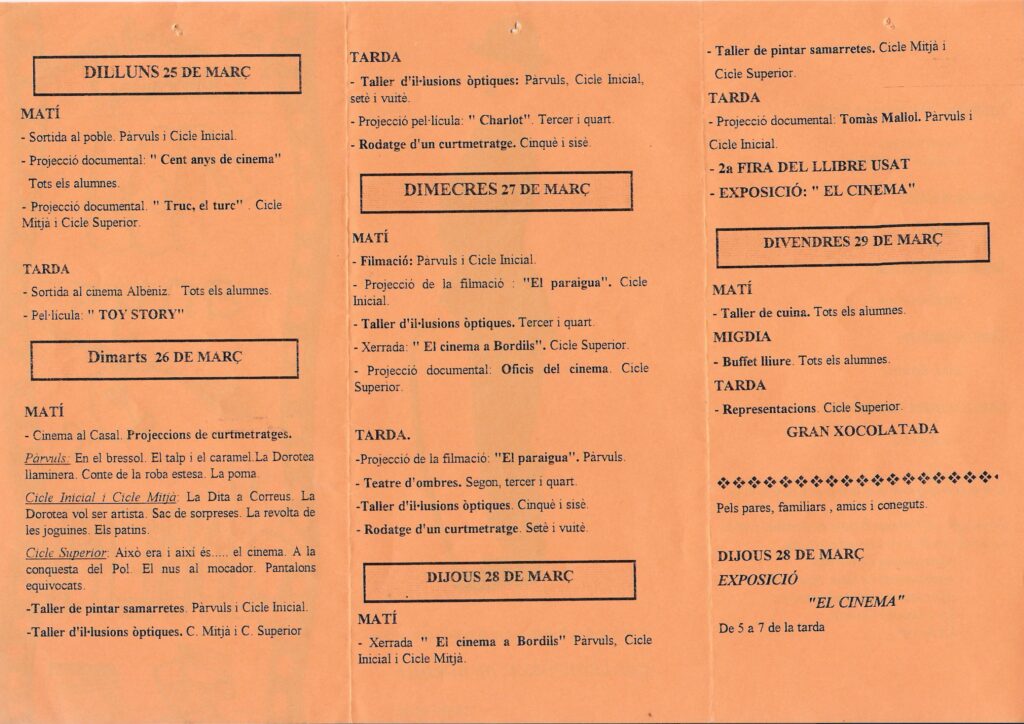 DILLUNS 25 DE MARÇ
MATÍ
- Sortida al poble. Pàrvuls i Cicle Inicial.
- Projecció documental: " Cent anys de cinema"
Tots els alumnes.
- Projecció documental. " Truc, el turc" . Cicle
Mitjà i Cicle Superior.
TARDA
- Sortida al cinema Albèniz. Tots els alumnes.
- Pel·lícula: " TOY STORY"
Dimarts 26 DE MARÇ
MATÍ
- Cinema al Casal. Projeccions de curtmetratges.
Pàrvuls: En el bressol. El talp i el caramel.La Dorotea
llaminera. Conte de la roba estesa. La poma.
Cicle Inicial i Cicle Mitjà: La Dita a Correus. La
Dorotea vol ser artista. Sac de sorpreses. La revolta de
les joguines. Els patins.
Cicle Superior: Això era i així és..... el cinema. A la
conquesta del Pol. El nus al mocador. Pantalons
equivocats.
-Taller de pintar samarretes. Pàrvuls i Cicle Inicial.
-Taller d'il·lusions òptiques. C. Mitjà i C. Superior
TARDA
- Taller d'il·lusions òptiques: Pàrvuls, Cicle Inicial,
setè i vuitè.
- Projecció pel·lícula: " Charlot". Tercer i quart.
- Rodatge d'un curtmetratge. Cinquè i sisè.
DIMECRES 27 DE MARÇ
MATÍ
- Filmació: Pàrvuls i Cicle Inicial.
- Projecció de la filmació : "El paraigua". Cicle
Inicial.
- Taller d'il·lusions òptiques. Tercer i quart.
- Xerrada: " El cinema a Bordils". Cicle Superior.
- Projecció documental: Oficis del cinema. Cicle
Superior.
TARDA.
-Projecció de la filmació: "El paraigua". Pàrvuls.
- Teatre d'ombres. Segon, tercer i quart.
-Taller d'il·lusions òptiques. Cinquè i sisè.
- Rodatge d'un curtmetratge. Setè i vuitè.
DIJOUS 28 DE MARÇ
MATÍ
- Xerrada " El cinema a Bordils" Pàrvuls, Cicle
Inicial i Cicle Mitjà.
- Taller de pintar samarretes. Cicle Mitjà i
Cicle Superior.
TARDA
- Projecció documental: Tomàs Mallol. Pàrvuls i
Cicle Inicial.
- 2a FIRA DEL LLIBRE USAT
- EXPOSICIÓ: " EL CINEMA"
DIVENDRES 29 DE MARÇ
MATÍ
- Taller de cuina. Tots els alumnes.
MIGDIA
- Buffet lliure. Tots els alumnes.
TARDA
- Representacions. Cicle Superior.
GRAN XOCOLATADA
Pels pares, familiars , amics i coneguts.
DIJOUS 28 DE MARÇ
EXPOSICIÓ
"EL CINEMA"
De 5 a 7 de la tarda